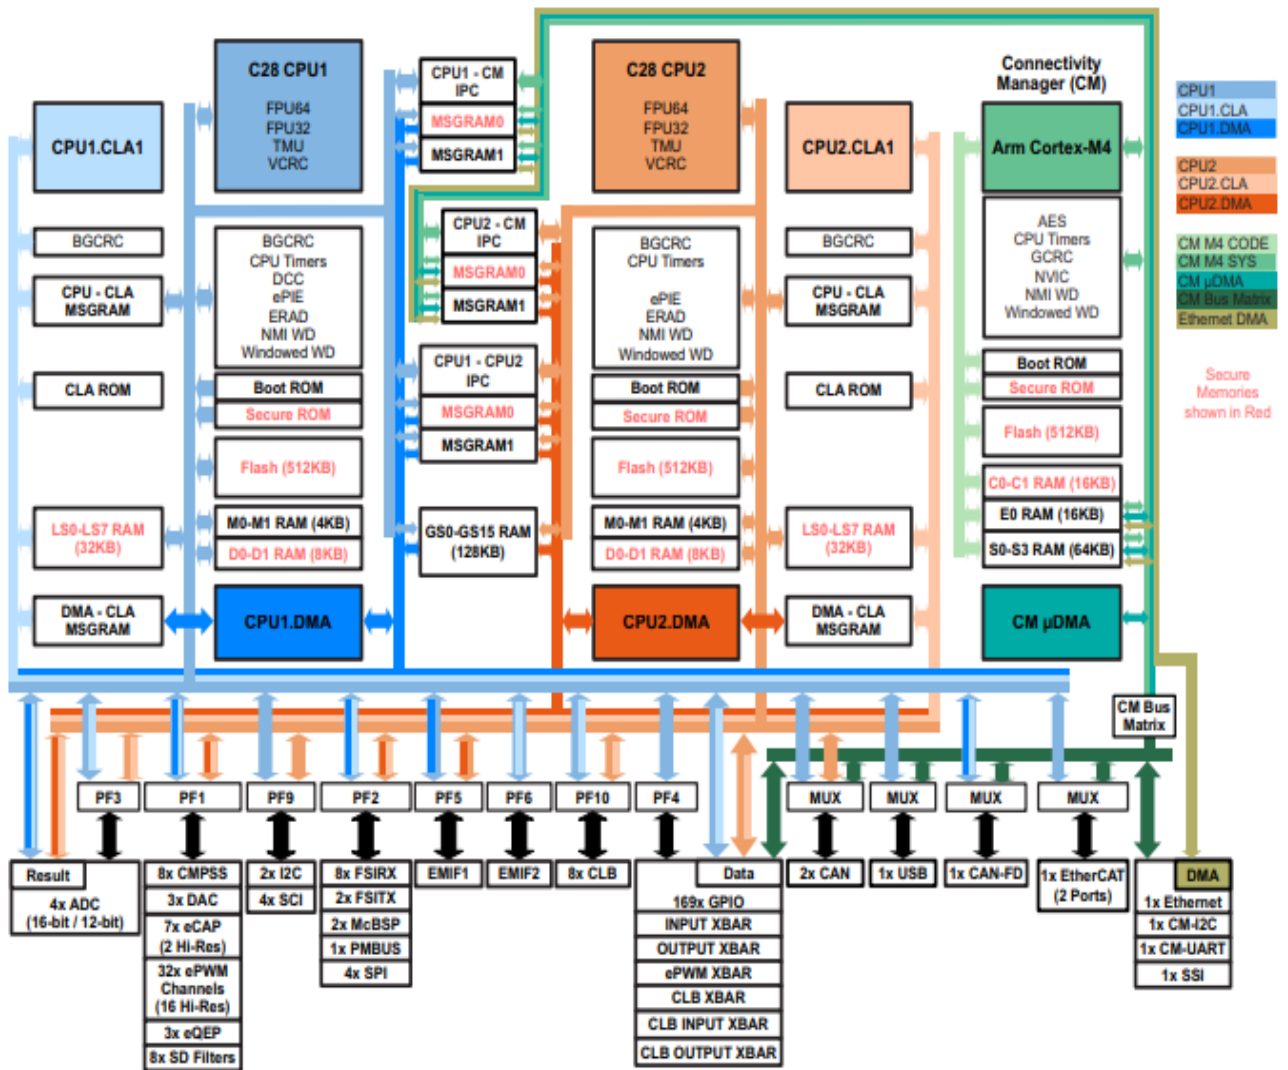 C28 CPU1
FPU64
FPU32
TMU
VCRC
CPU1 - CM
IPC
MSGRAM0
MSGRAM1
C28 CPU2
FPU64
FPU32
TMU
VCRC
Connectivity
Manager (CM)
CPU1
CPU1.CLA
CPU1.DMA
CPU2
CPU2.CLA
CPU2.DMA
CM M4 CODE
CM M4 SYS
CM µDMA
CM Bus Matrix
Ethernet DMA
Secure
Memories
shown in Red
CPU1.CLA1
CPU2.CLA1
Arm Cortex-M4
AES
CPU Timers
GCRC
NVIC
NMI WD
Windowed WD
BGCRC
CPU - CLA
MSGRAM
CLA ROM
LS0-LS7 RAM
(32KB)
DMA - CLA
MSGRAM
BGCRC
CPU Timers
DCC
ePIE
ERAD
NMI WD
Windowed WD
Boot ROM
Secure ROM
Flash (512KB)
M0-M1 RAM (4KB)
D0-D1 RAM (8KB)
CPU1.DMA
CPU2 - CM
IPC
MSGRAM0
MSGRAM1
CPU1 - CPU2
IPC
MSGRAM0
MSGRAM1
GS0-GS15 RAM
(128KB)
BGCRC
CPU Timers
ePIE
ERAD
NMI WD
Windowed WD
Boot ROM
Secure ROM
Flash (512KB)
M0-M1 RAM (4KB)
D0-D1 RAM (8KB)
CPU2.DMA
BGCRC
CPU - CLA
MSGRAM
CLA ROM
LS0-LS7 RAM
(32KB)
DMA - CLA
MSGRAM
Boot ROM
Secure ROM
Flash (512KB)
C0-C1 RAM (16KB)
E0 RAM (16KB)
S0-S3 RAM (64KB)
CM µDMA
CM Bus
Matrix
PF3
PF1
PF9
PF2
PF5
PF6
PF10
PF4
MUX
MUX
MUX
MUX
Result
4x ADC
(16-bit / 12-bit)
8x CMPSS
3x DAC
7x eCAP
(2 Hi-Res)
32x ePWM
Channels
(16 Hi-Res)
3x eQEP
8x SD Filters
2x I2C
4x SCI
8x FSIRX
2x FSITX
2x McBSP
1x PMBUS
4x SPI
EMIF1
EMIF2
8x CLB
Data
169x GPIO
INPUT XBAR
OUTPUT XBAR
ePWM XBAR
CLB XBAR
CLB INPUT XBAR
CLB OUTPUT XBAR
2x CAN
1x USB
1x CAN-FD
1x EtherCAT
(2 Ports)
DMA
1x Ethernet
1x CM-I2C
1x CM-UART
1x SSI